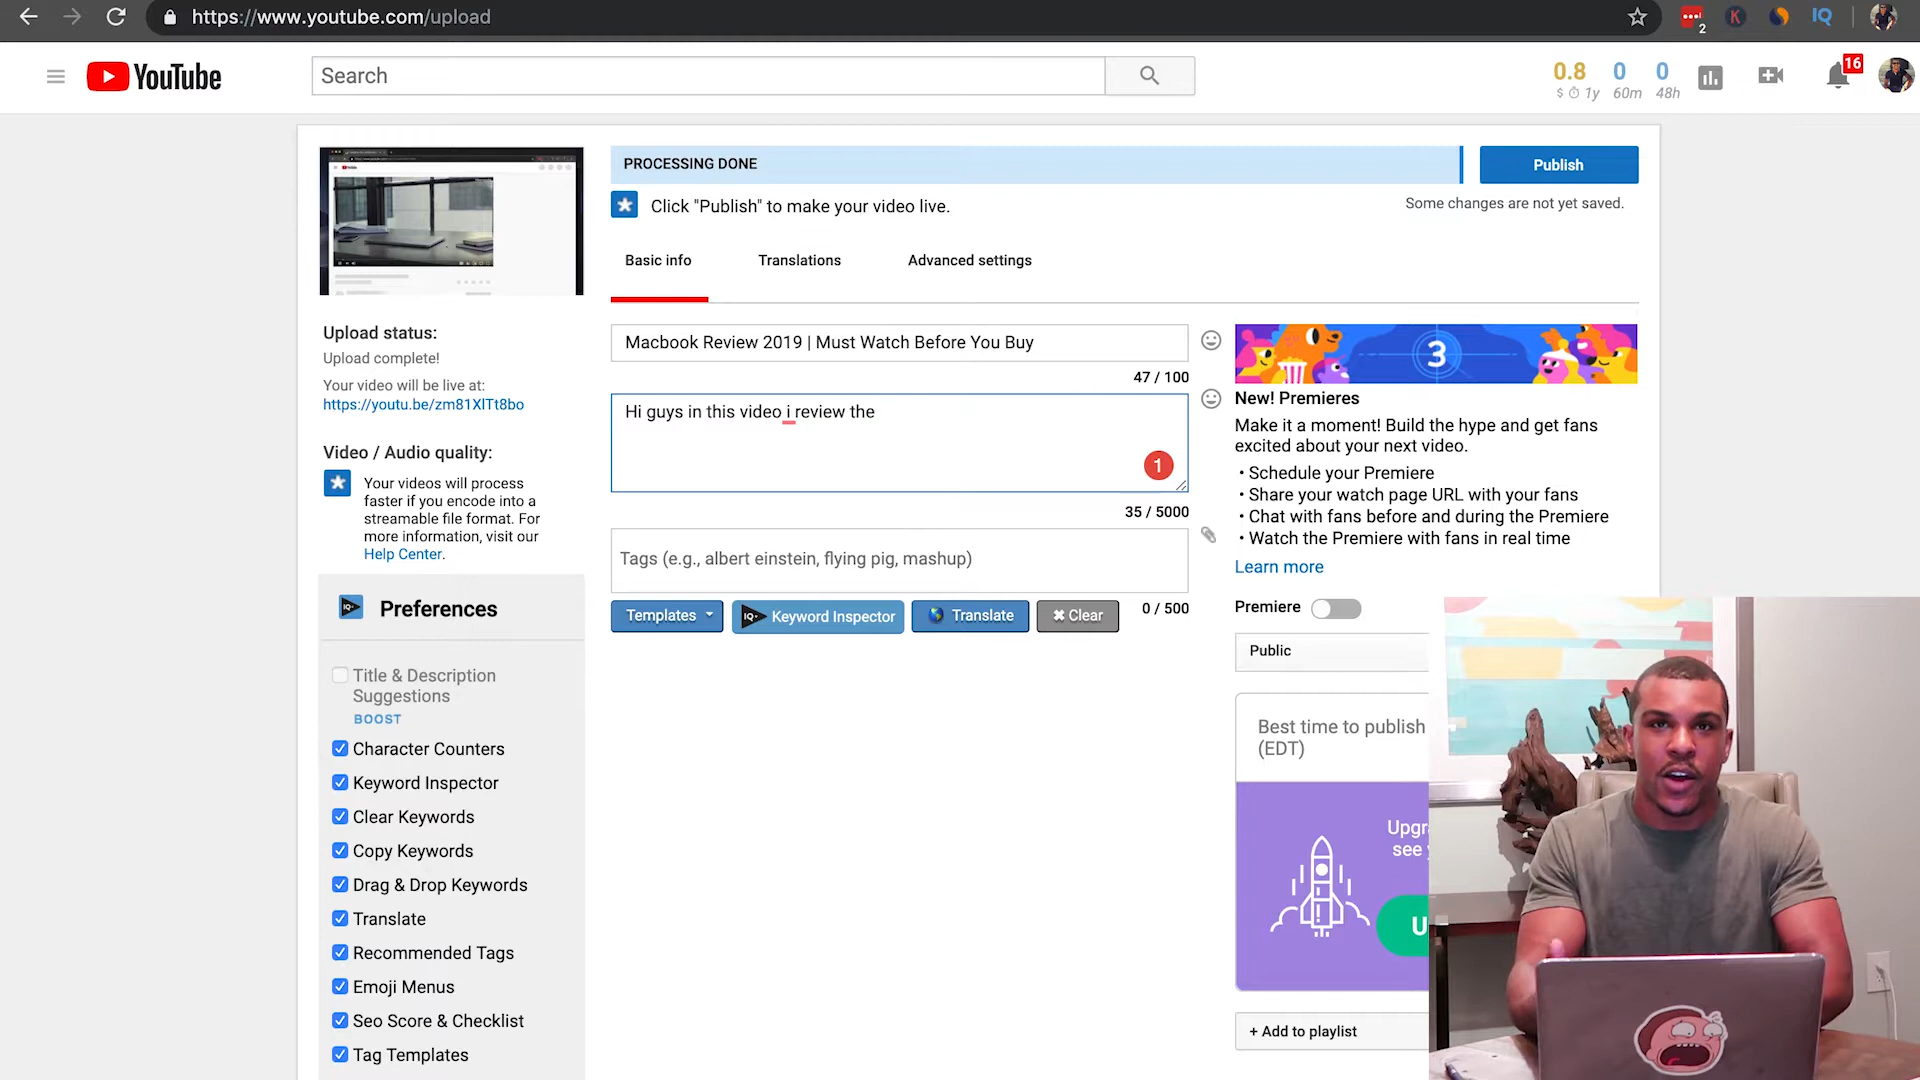 https://www.youtube.com/upload
2
K
IQ
YouTube
Search
0.8 0 0
$ 1y 60m 48h
16
PROCESSING DONE
Publish
Click "Publish" to make your video live.
Some changes are not yet saved.
Basic info
Translations
Advanced settings
Upload status:
Upload complete!
Your video will be live at:
https://youtu.be/zm81XlTt8bo
Video / Audio quality:
Your videos will process
faster if you encode into a
streamable file format. For
more information, visit our
Help Center.
Macbook Review 2019 | Must Watch Before You Buy
47 / 100
Hi guys in this video i review the
1
35 / 5000
Tags (e.g., albert einstein, flying pig, mashup)
Templates
IQ
Keyword Inspector
Translate
Clear
0 / 500
3
New! Premieres
Make it a moment! Build the hype and get fans
excited about your next video.
• Schedule your Premiere
• Share your watch page URL with your fans
• Chat with fans before and during the Premiere
• Watch the Premiere with fans in real time
Learn more
Premiere
Public
Best time to publish
(EDT)
Upgr
see
U
+ Add to playlist
IQ
Preferences
Title & Description
Suggestions
BOOST
Character Counters
Keyword Inspector
Clear Keywords
Copy Keywords
Drag & Drop Keywords
Translate
Recommended Tags
Emoji Menus
Seo Score & Checklist
Tag Templates